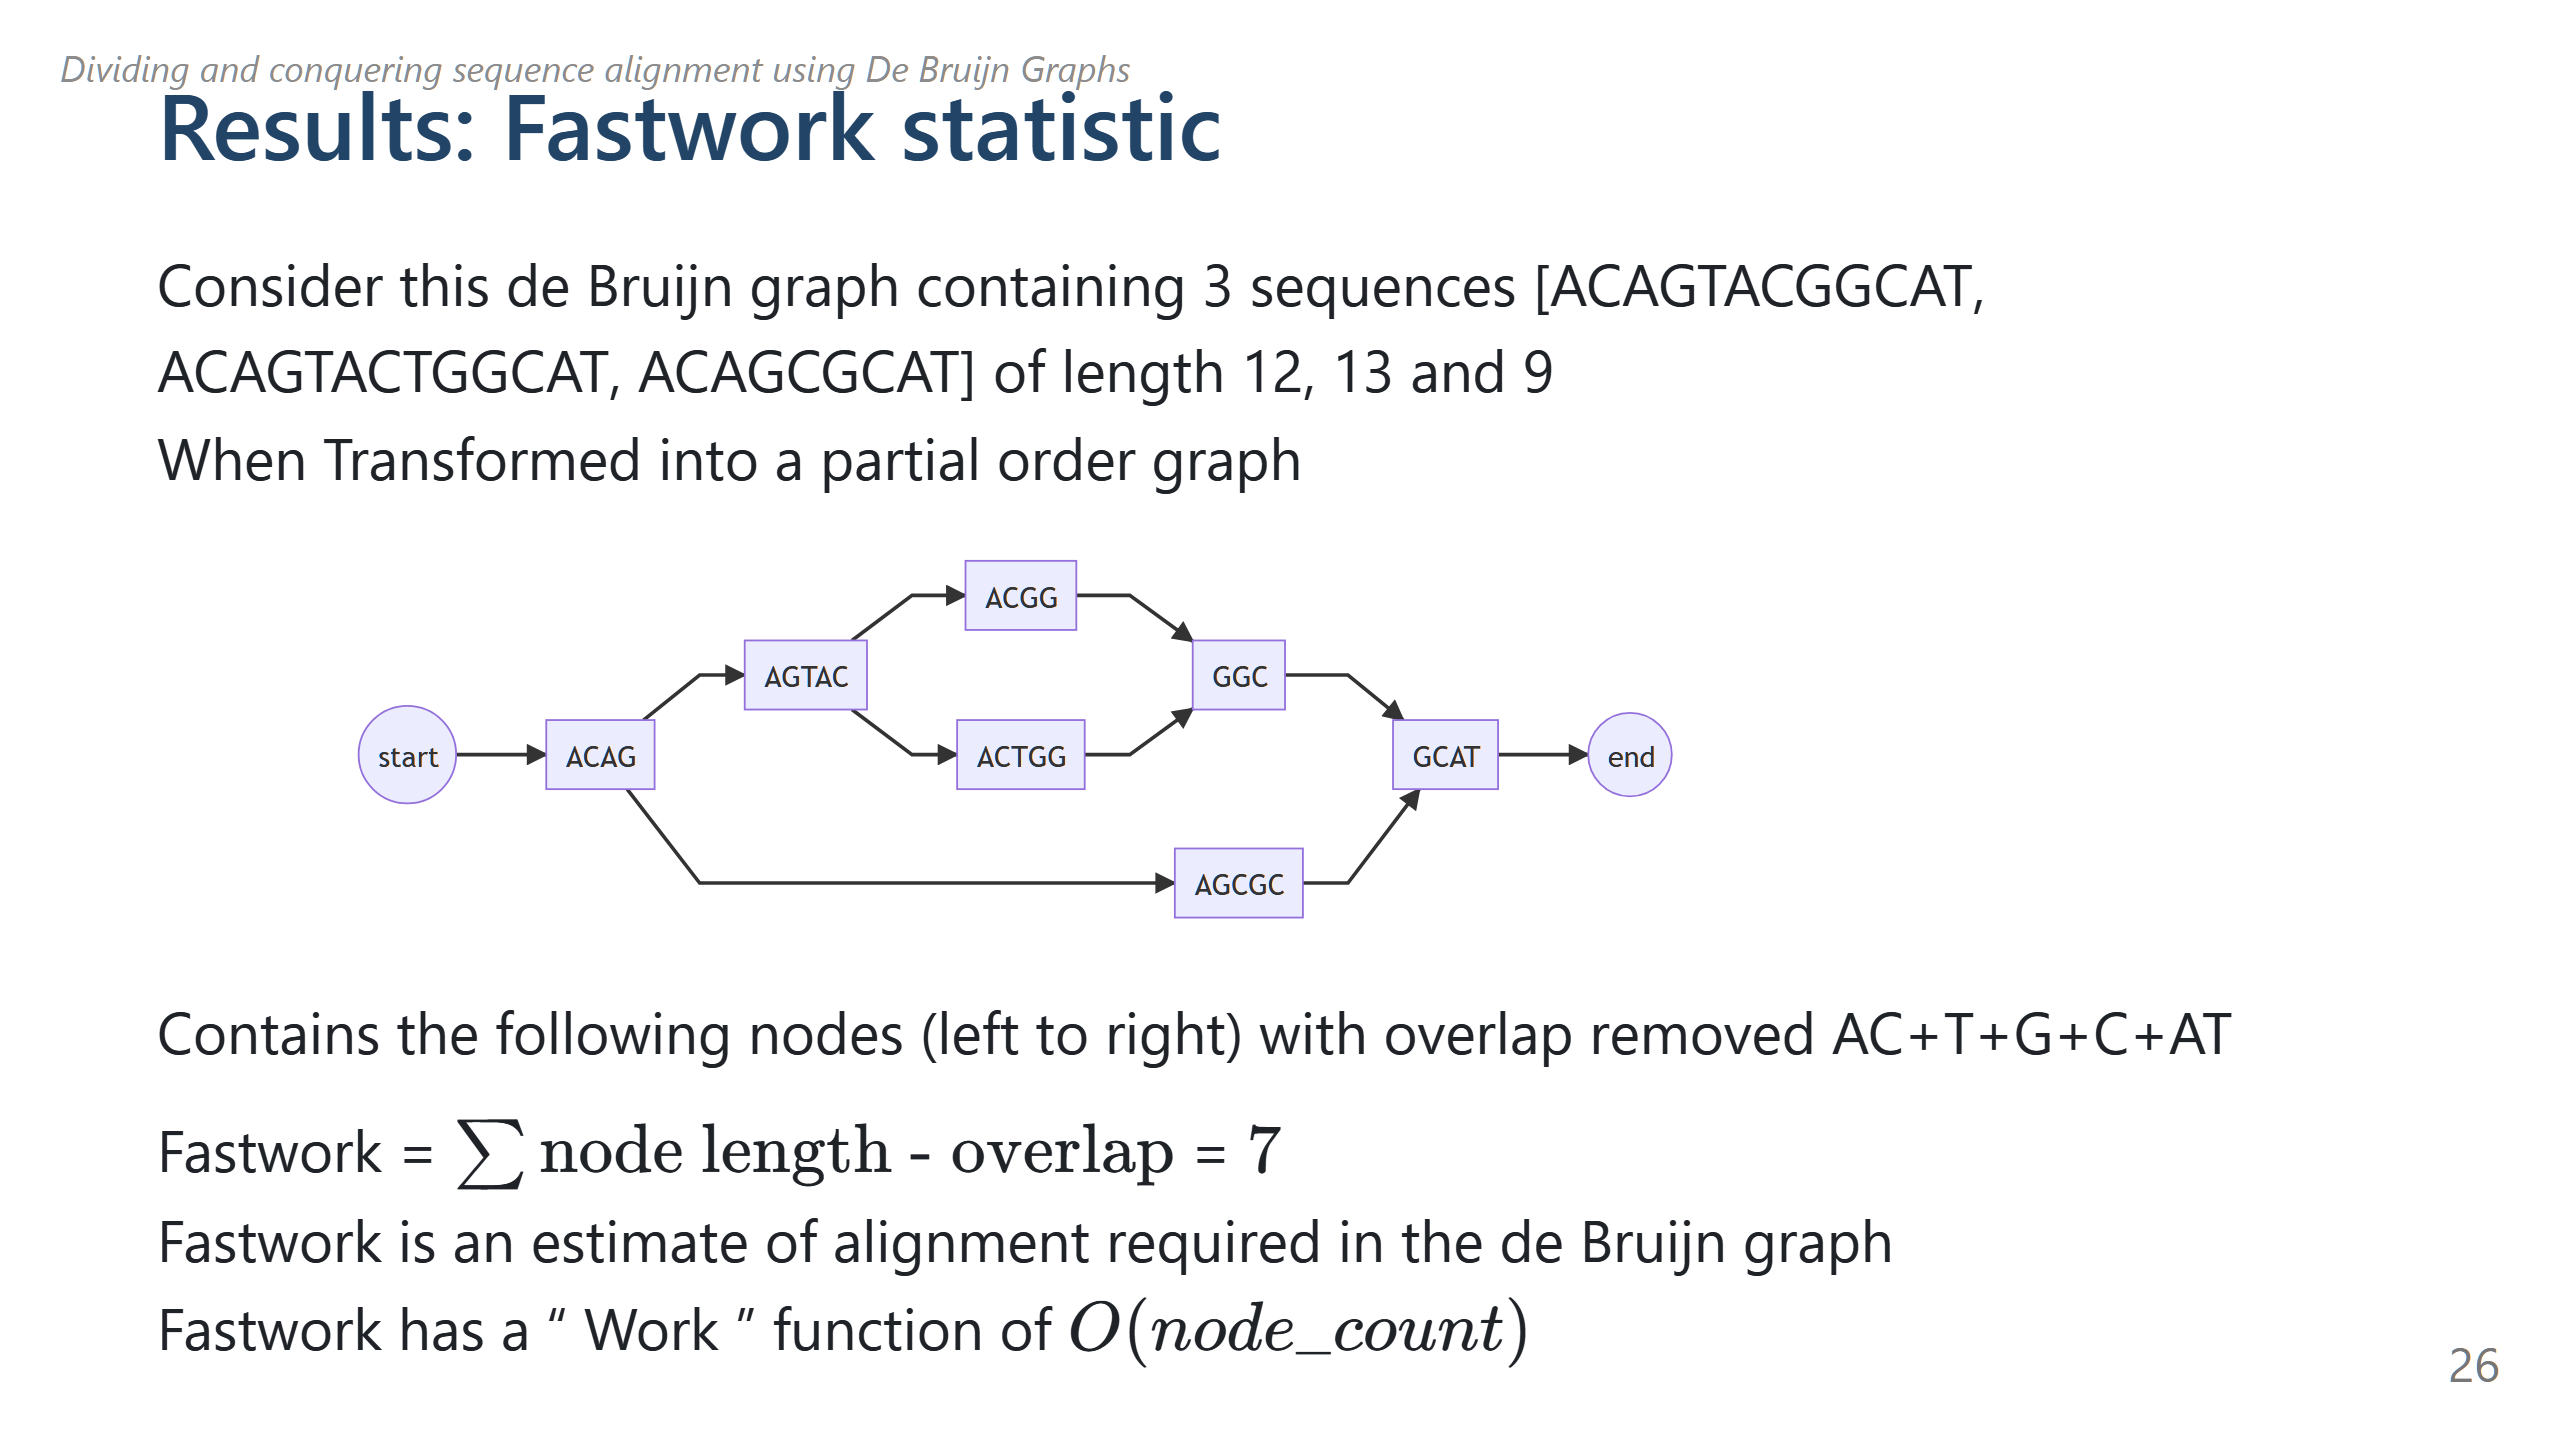 Dividing and conquering sequence alignment using De Bruijn Graphs
Results: Fastwork statistic
Consider this de Bruijn graph containing 3 sequences [ACAGTACGGCAT,
ACAGTACTGGCAT, ACAGCGCAT] of length 12, 13 and 9
When Transformed into a partial order graph
start
ACAG
AGTAC
ACGG
ACTGG
GGC
AGCGC
GCAT
end
Contains the following nodes (left to right) with overlap removed AC+T+G+C+AT
Fastwork = ∑ node length - overlap = 7
Fastwork is an estimate of alignment required in the de Bruijn graph
Fastwork has a “ Work ” function of O(node_count)
26